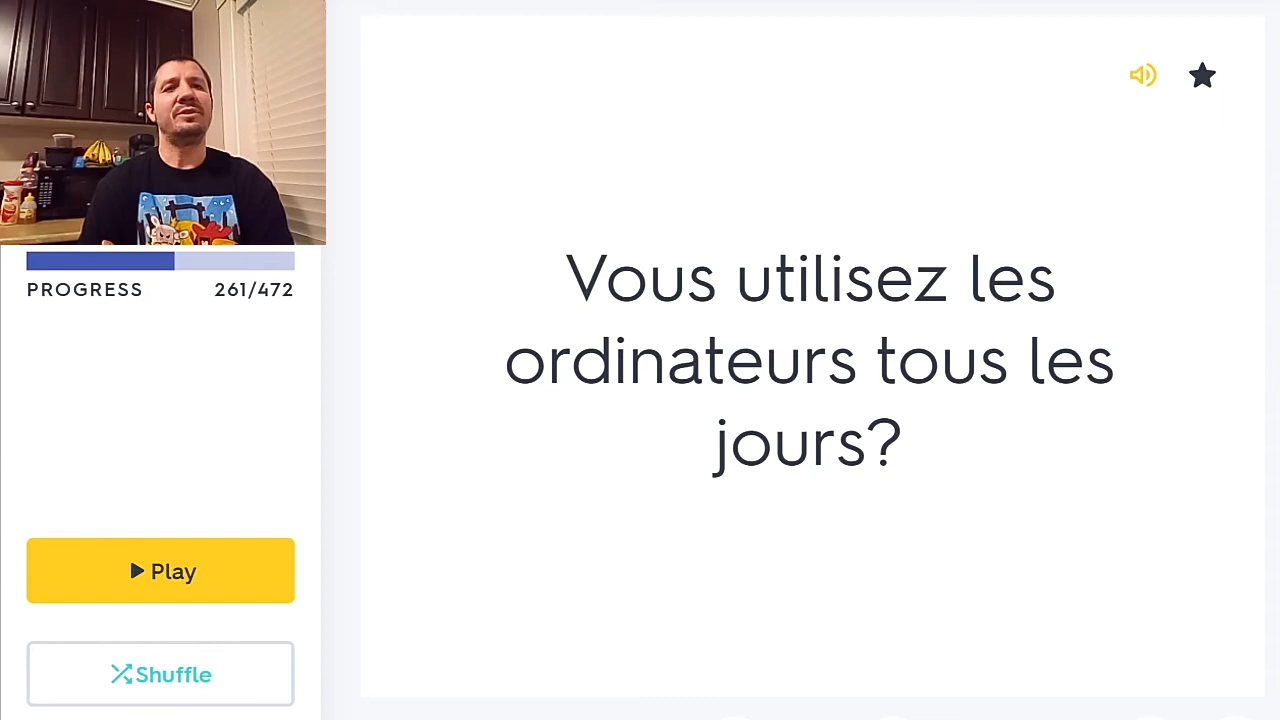 PROGRESS 261/472
Play
Shuffle
Vous utilisez les
ordinateurs tous les
jours?